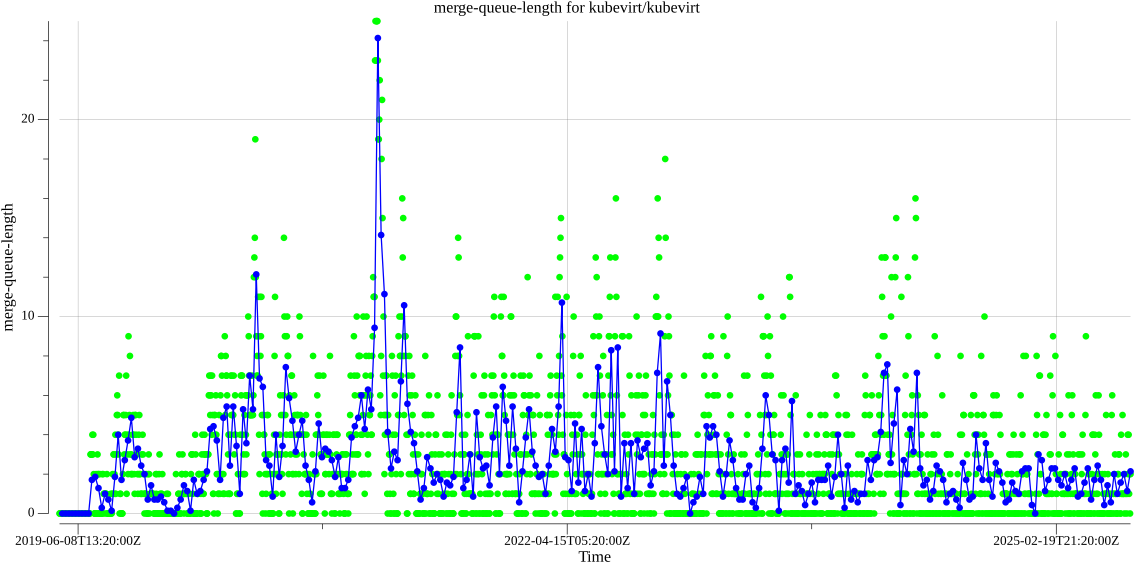 merge-queue-length for kubevirt/kubevirt
20
10
0
merge-queue-length
2019-06-08T13:20:00Z
2022-04-15T05:20:00Z
2025-02-19T21:20:00Z
Time